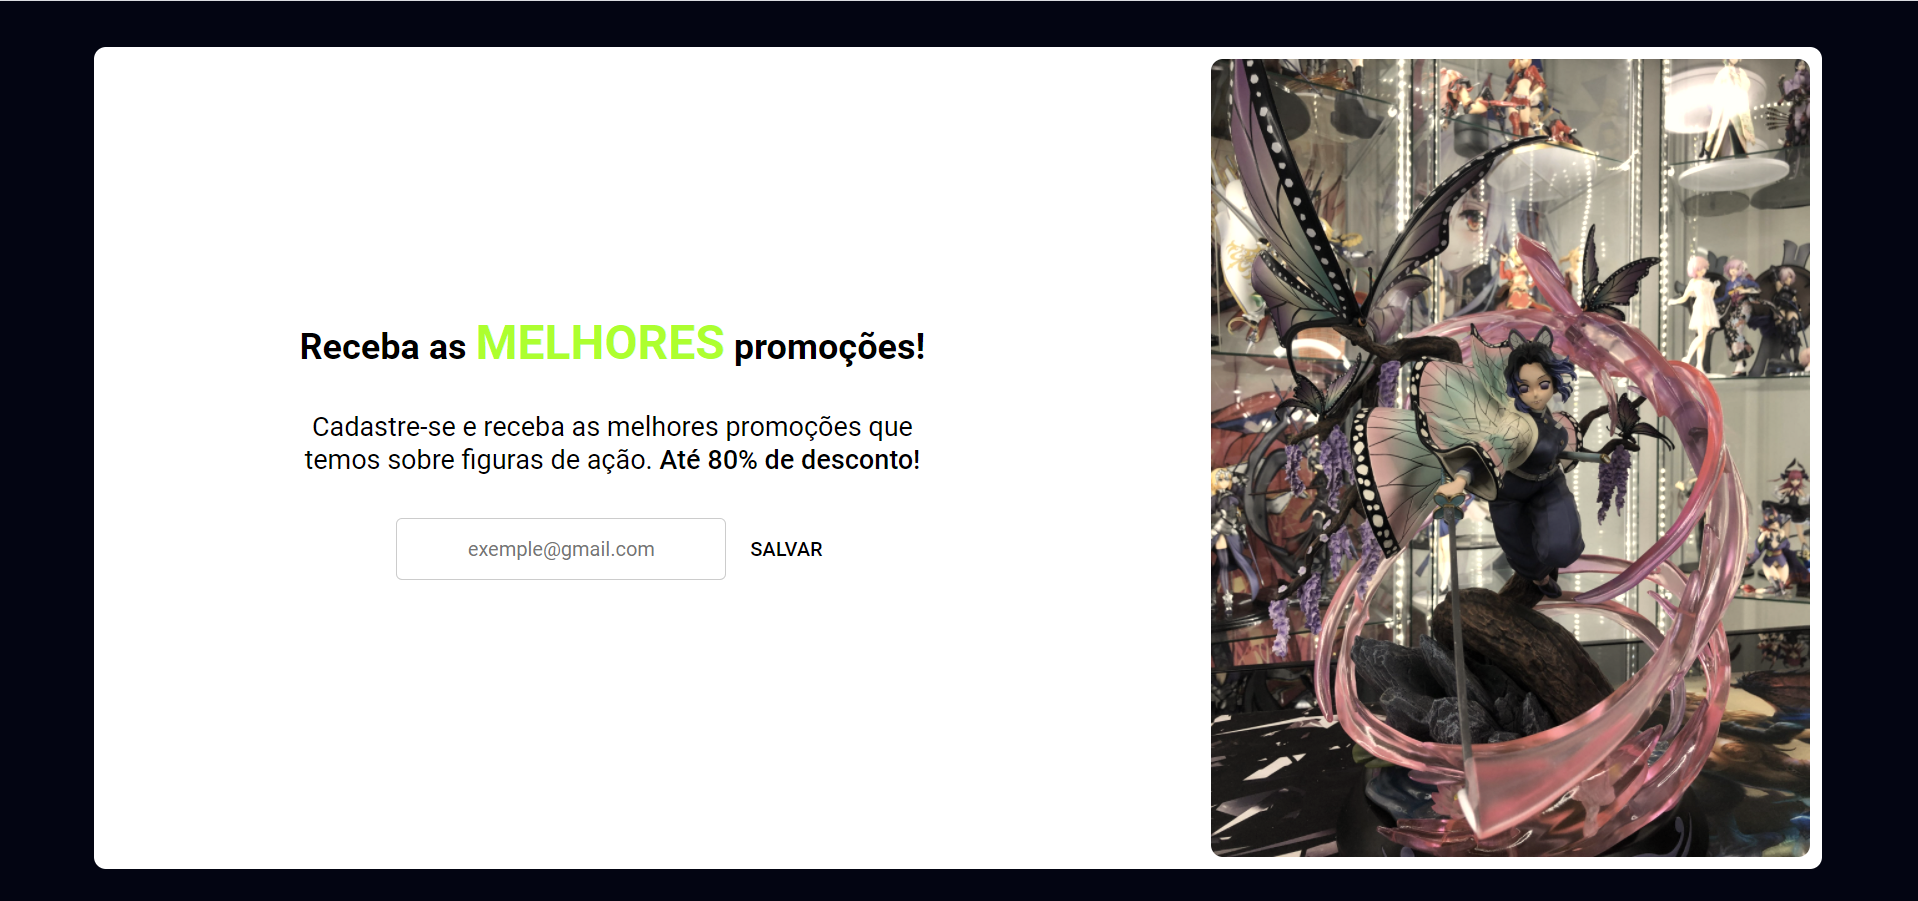 Receba as MELHORES promoções!
Cadastre-se e receba as melhores promoções que
temos sobre figuras de ação. Até 80% de desconto!
exemple@gmail.com
SALVAR